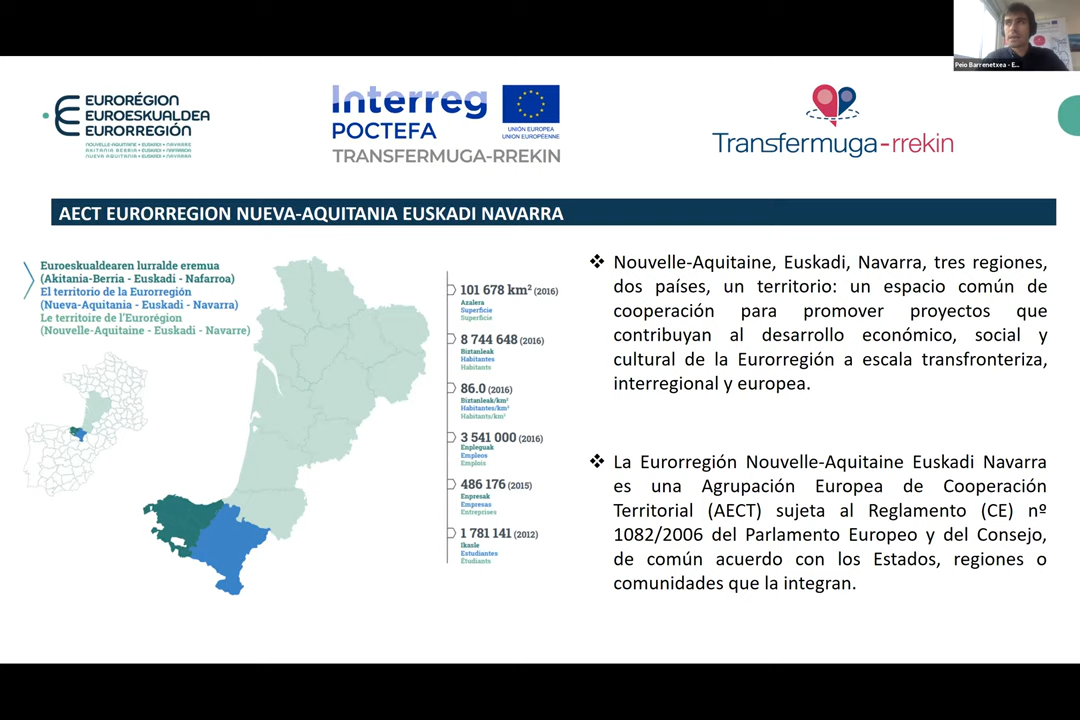 Peio Barrenetxea - E...
EURORÉGION
EUROESKUALDEA
EURORREGIÓN
NOUVELLE-AQUITAINE • EUSKADI • NAVARRE
AKITANIA BERRIA • EUSKADI • NAFARROA
NUEVA AQUITANIA • EUSKADI • NAVARRA
Interreg
POCTEFA
UNIÓN EUROPEA
UNION EUROPÉENNE
TRANSFERMUGA-RREKIN
Transfermuga-rrekin
AECT EURORREGION NUEVA-AQUITANIA EUSKADI NAVARRA
Euroeskualdearen lurralde eremua
(Akitania-Berria - Euskadi - Nafarroa)
El territorio de la Eurorregión
(Nueva-Aquitania - Euskadi - Navarra)
Le territoire de l'Eurorégion
(Nouvelle-Aquitaine - Euskadi - Navarre)
101 678 km² (2016)
Azalera
Superficie
Superficie
8 744 648 (2016)
Biztanleak
Habitantes
Habitants
86.0 (2016)
Biztanleak/km²
Habitantes/km²
Habitants/km²
3 541 000 (2016)
Enpleguak
Empleos
Emplois
486 176 (2015)
Enpresak
Empresas
Entreprises
1 781 141 (2012)
Ikasle
Estudiantes
Étudiants
❖ Nouvelle-Aquitaine, Euskadi, Navarra, tres regiones,
dos países, un territorio: un espacio común de
cooperación para promover proyectos que
contribuyan al desarrollo económico, social y
cultural de la Eurorregión a escala transfronteriza,
interregional y europea.
❖ La Eurorregión Nouvelle-Aquitaine Euskadi Navarra
es una Agrupación Europea de Cooperación
Territorial (AECT) sujeta al Reglamento (CE) nº
1082/2006 del Parlamento Europeo y del Consejo,
de común acuerdo con los Estados, regiones o
comunidades que la integran.